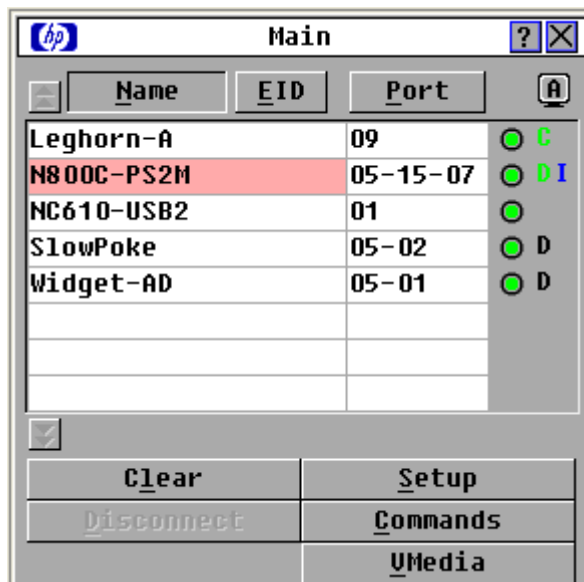 hp Main ? X
Name EID Port A
Leghorn-A 09 C
N800C-PS2M 05-15-07 D I
NC610-USB2 01
SlowPoke 05-02 D
Widget-AD 05-01 D
Clear Setup
Disconnect Commands
VMedia